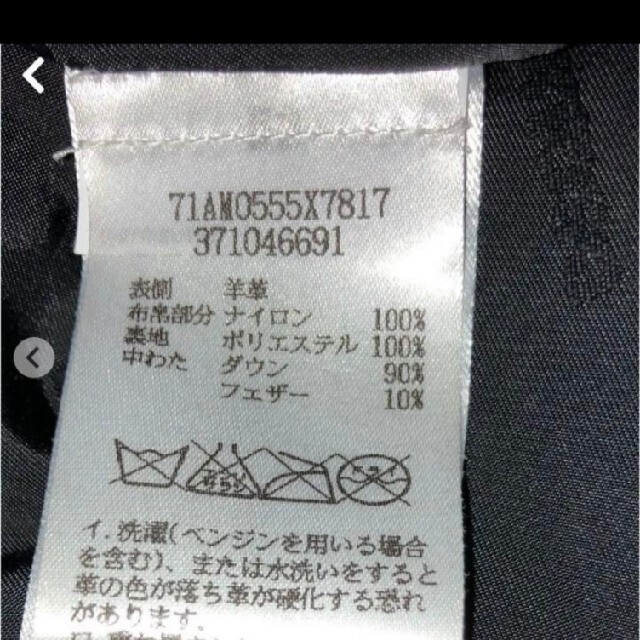 71AM0555X7817
371046691
表側 羊革
布帛部分 ナイロン 100%
裏地 ポリエステル 100%
中わた ダウン 90%
フェザー 10%
イ.洗濯(ベンジンを用いる場合
を含む)、または水洗いをすると
革の色が落ち革が硬化する恐れ
があります。